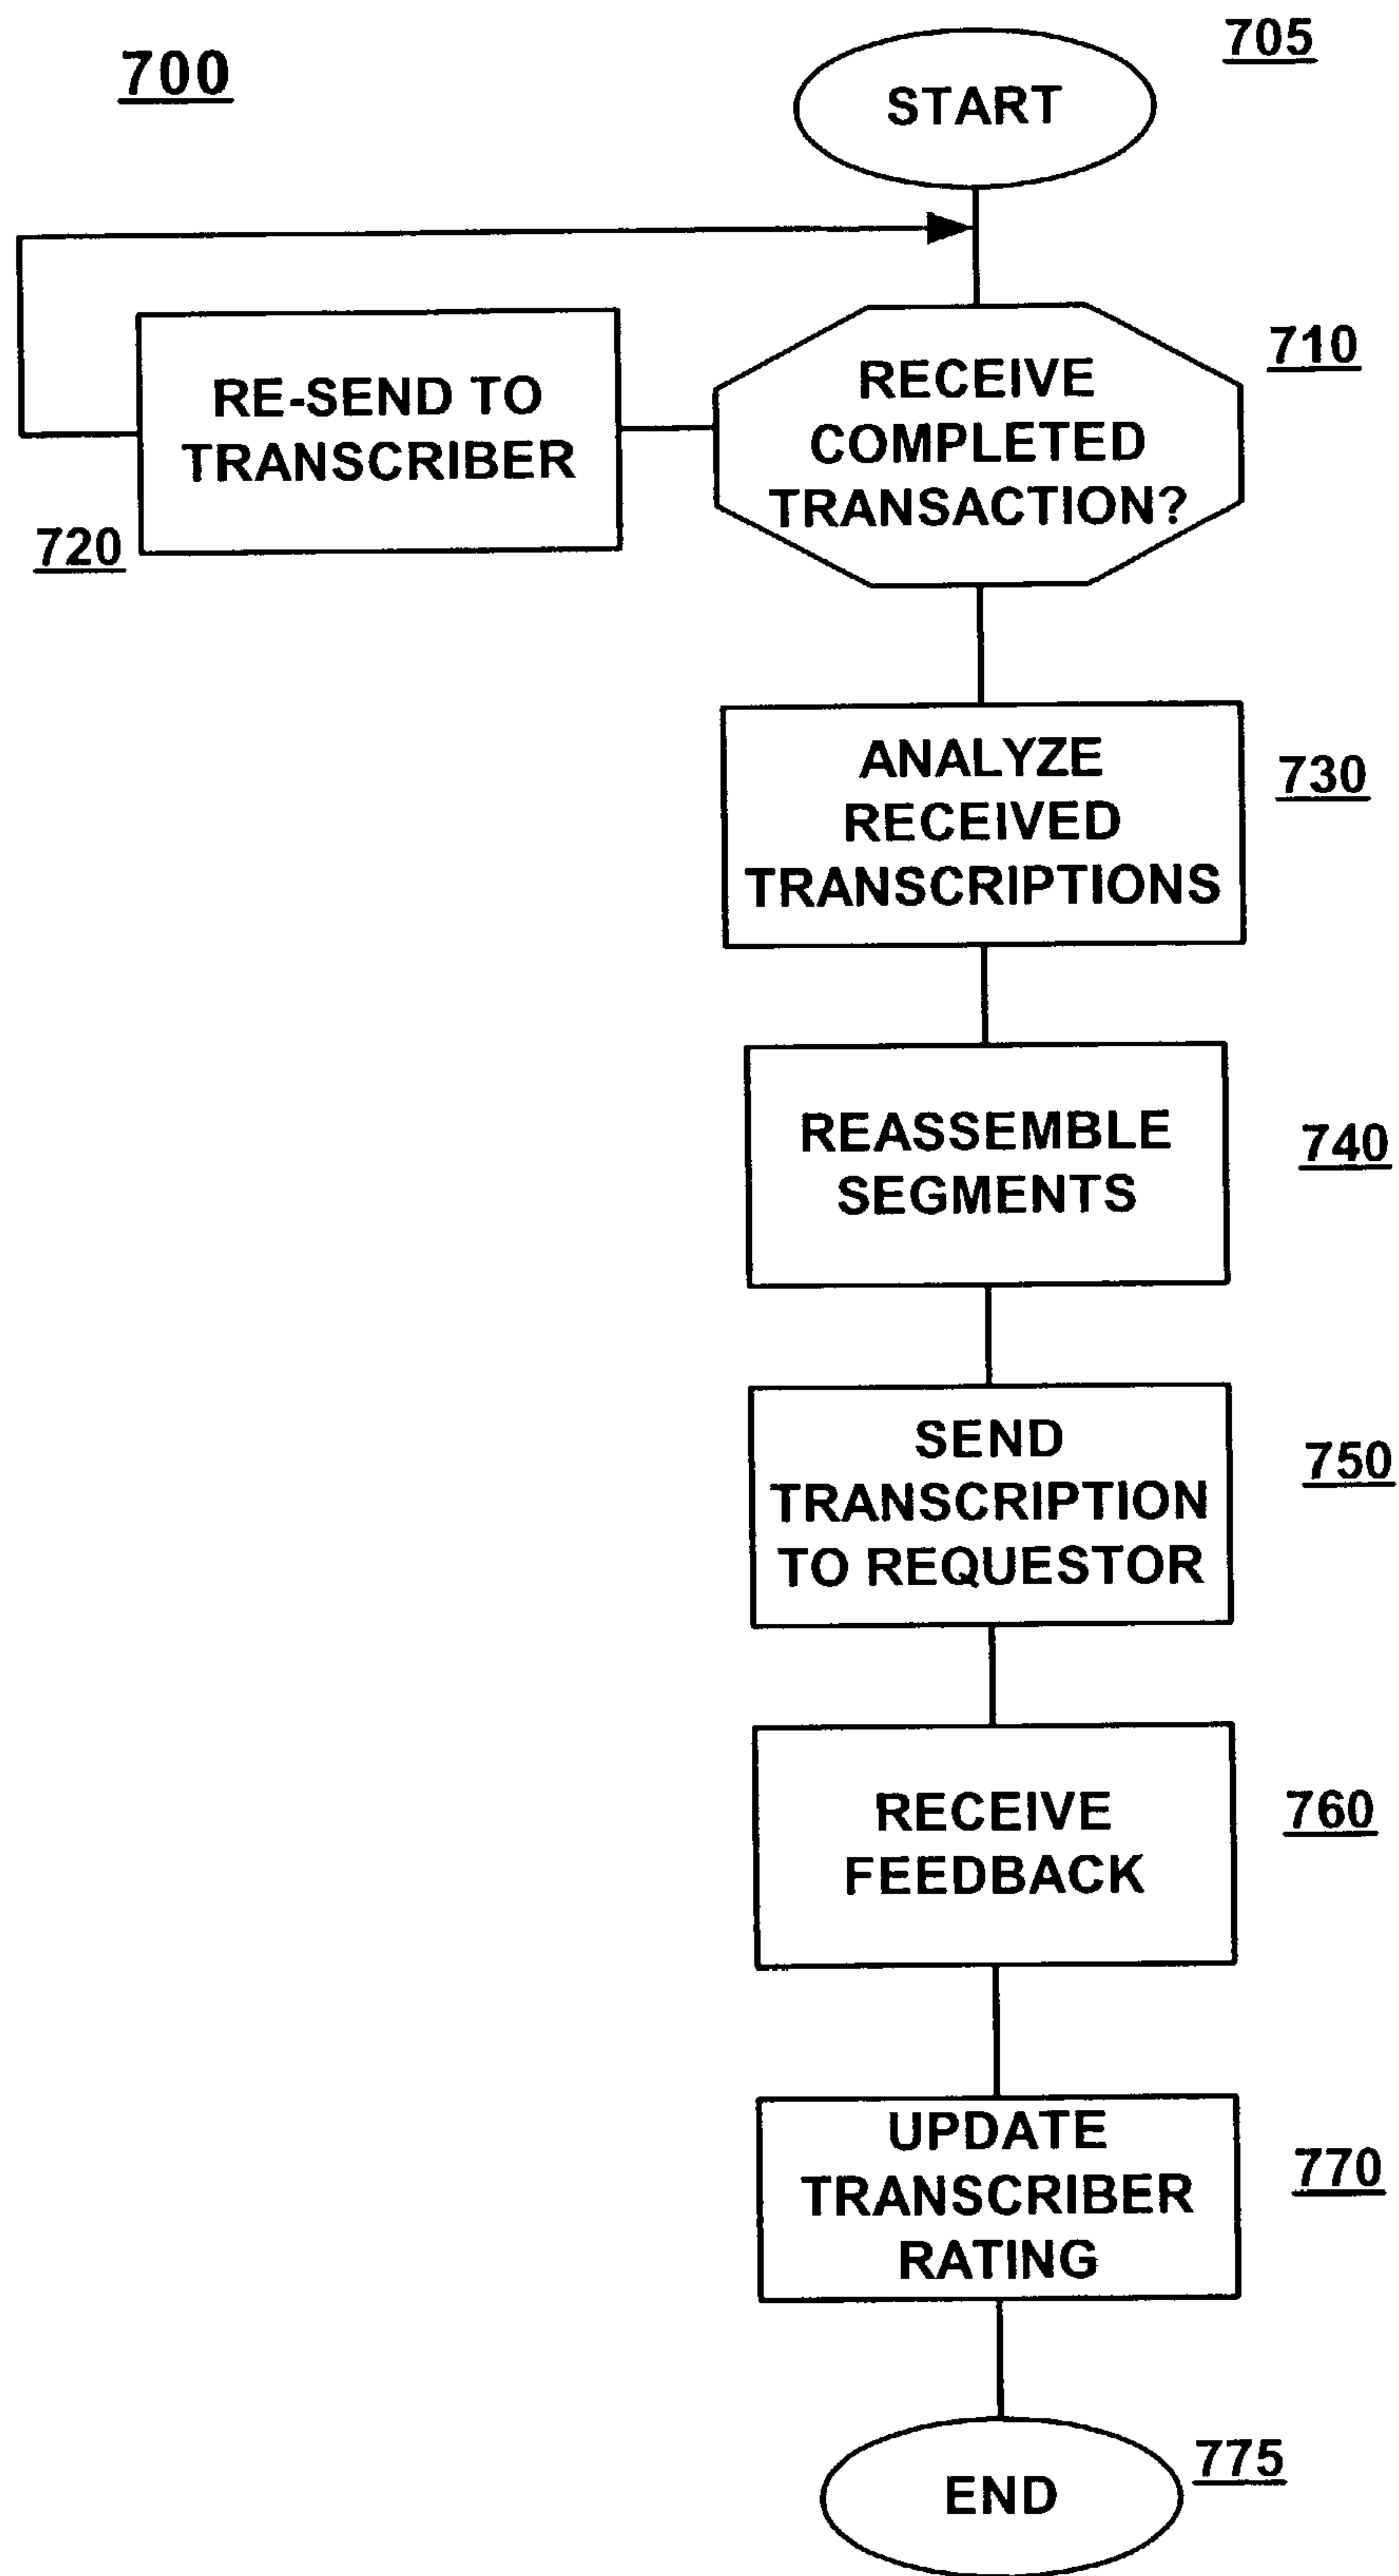 700
705
START
710
RECEIVE
COMPLETED
TRANSACTION?
RE-SEND TO
TRANSCRIBER
720
ANALYZE
RECEIVED
TRANSCRIPTIONS
730
REASSEMBLE
SEGMENTS
740
SEND
TRANSCRIPTION
TO REQUESTOR
750
RECEIVE
FEEDBACK
760
UPDATE
TRANSCRIBER
RATING
770
END
775